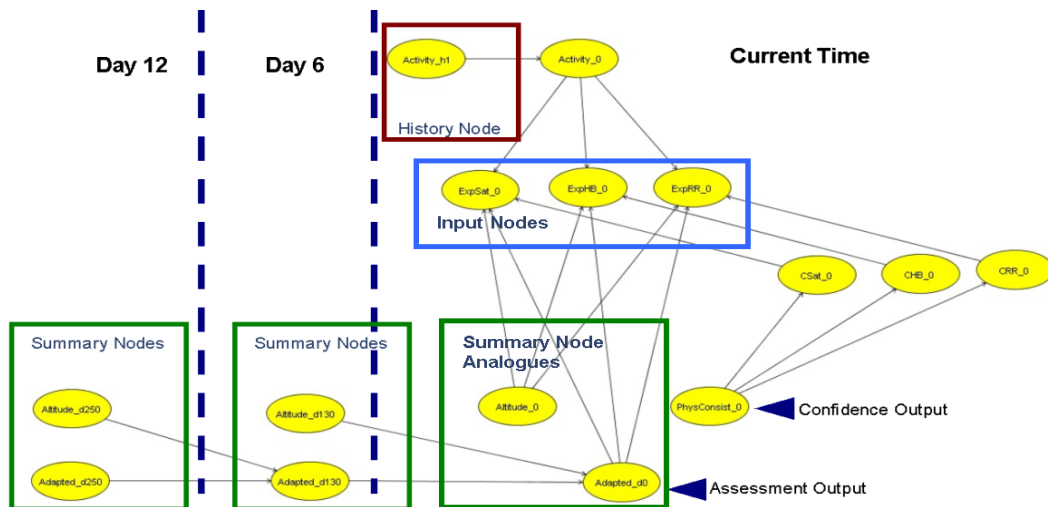 Day 12
Day 6
Current Time
Activity_h1
Activity_0
History Node
ExpSat_0
ExpHB_0
ExpRR_0
Input Nodes
CSat_0
CHB_0
CRR_0
Summary Nodes
Summary Nodes
Summary Node
Analogues
Altitude_d250
Altitude_d130
Altitude_0
PhysConsist_0
Confidence Output
Adapted_d250
Adapted_d130
Adapted_d0
Assessment Output